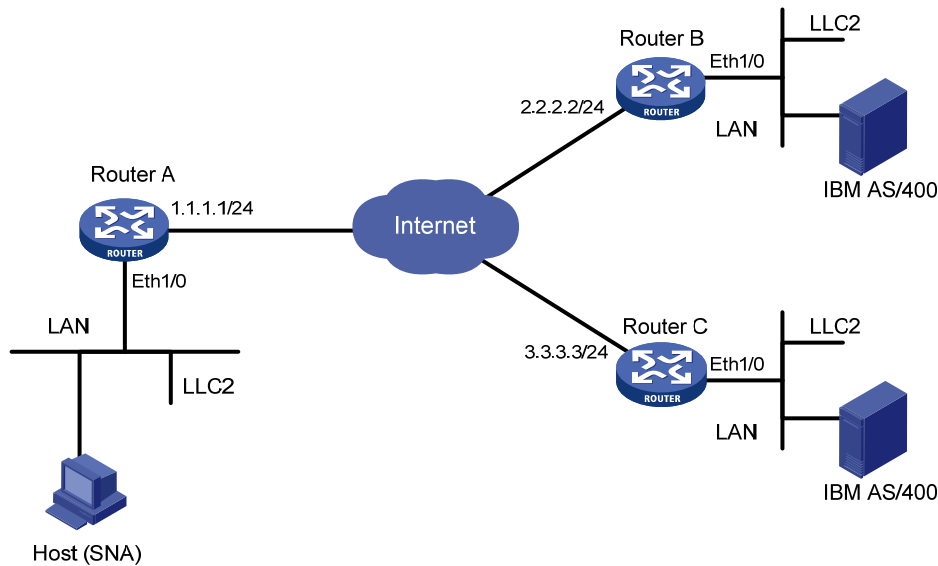 Router B
LLC2
Eth1/0
2.2.2.2/24
ROUTER
LAN
IBM AS/400
Router A
1.1.1.1/24
Internet
ROUTER
Eth1/0
LAN
LLC2
Host (SNA)
Router C
LLC2
3.3.3.3/24
Eth1/0
ROUTER
LAN
IBM AS/400